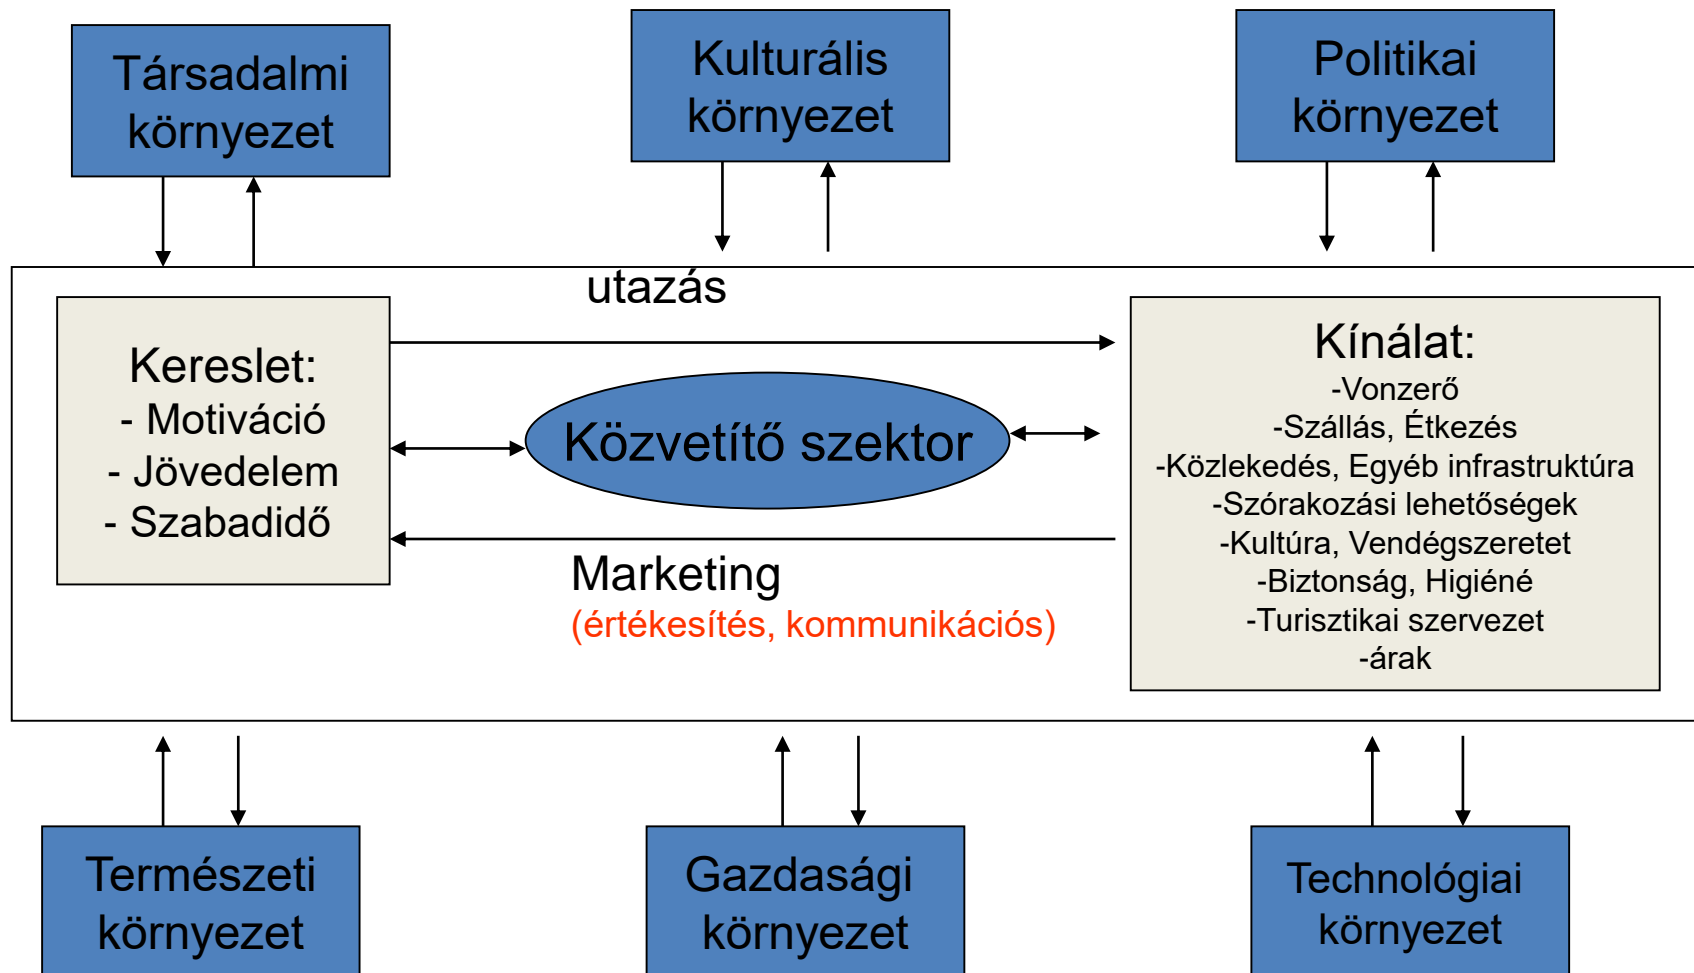 Társadalmi
környezet
Kulturális
környezet
Politikai
környezet
utazás
Kereslet:
- Motiváció
- Jövedelem
- Szabadidő
Közvetítő szektor
Marketing
(értékesítés, kommunikációs)
Kínálat:
-Vonzerő
-Szállás, Étkezés
-Közlekedés, Egyéb infrastruktúra
-Szórakozási lehetőségek
-Kultúra, Vendégszeretet
-Biztonság, Higiéné
-Turisztikai szervezet
-árak
Természeti
környezet
Gazdasági
környezet
Technológiai
környezet